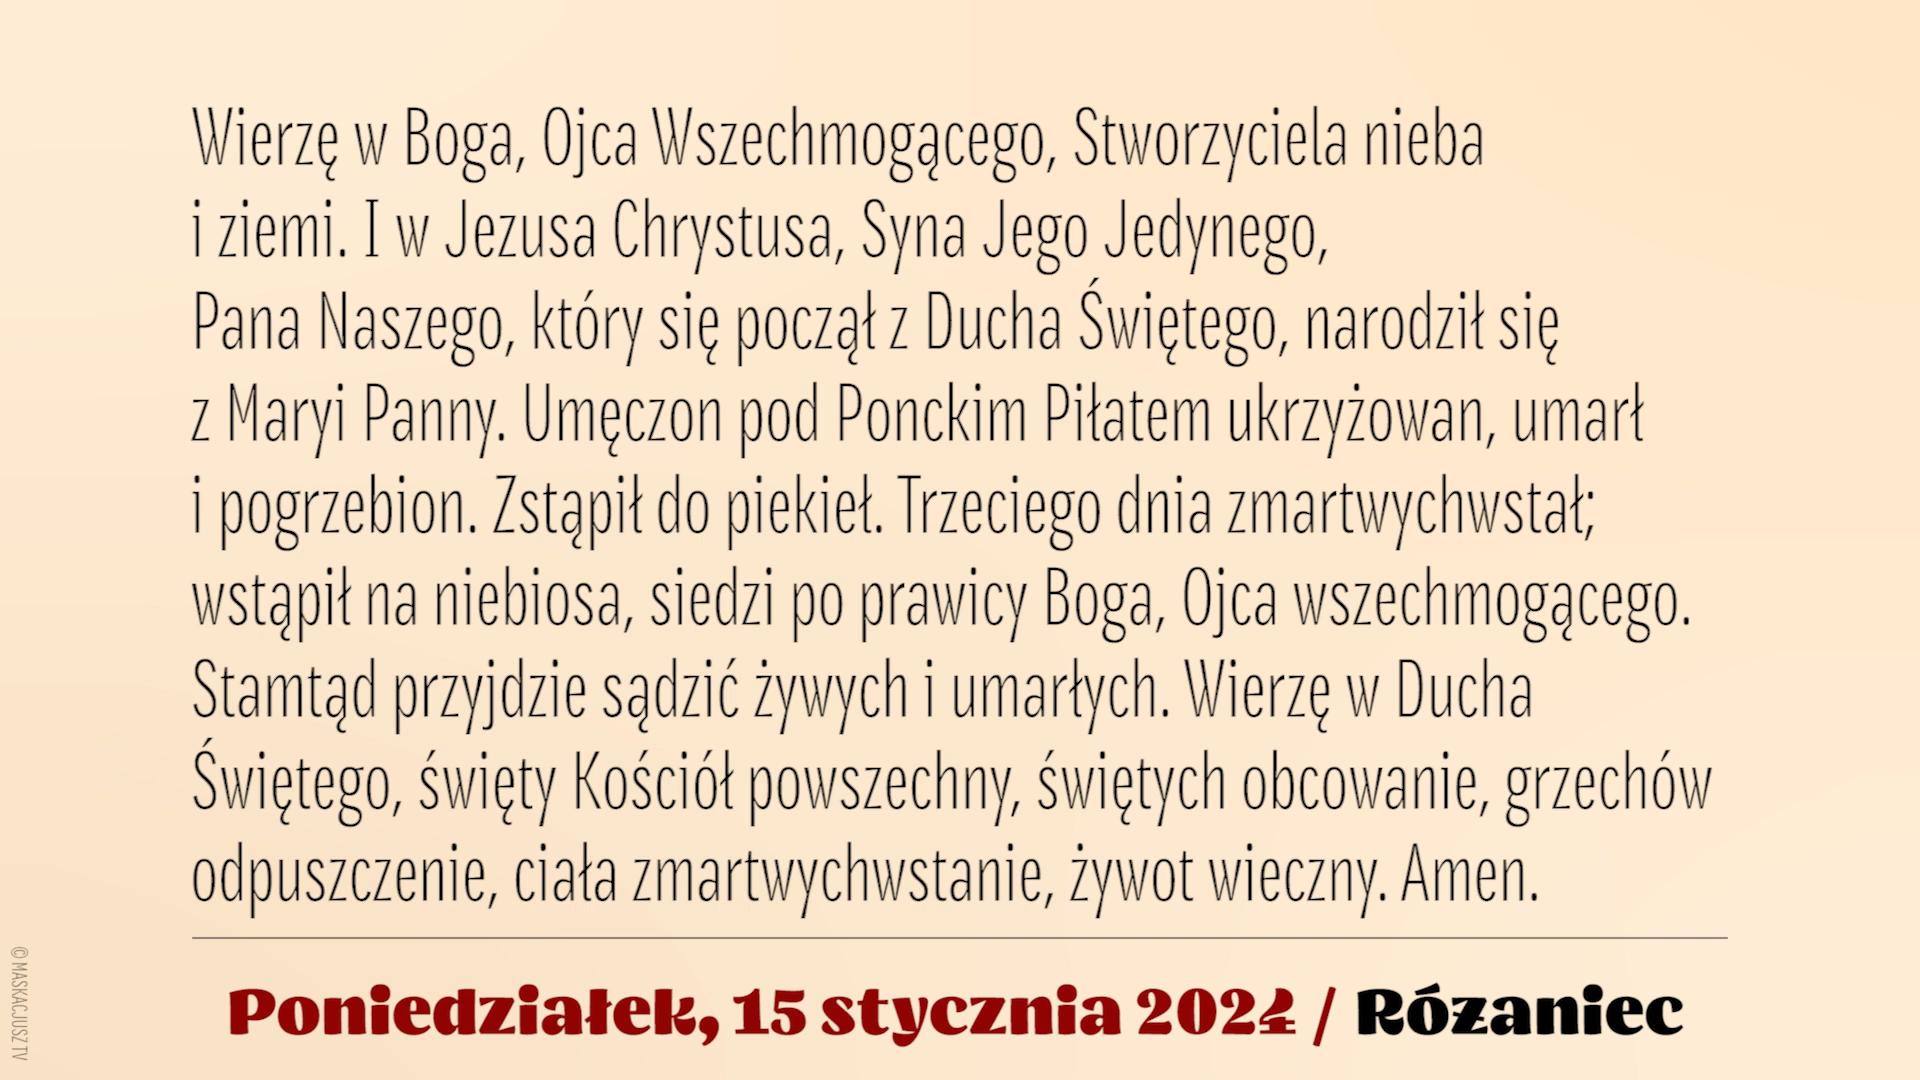 Wierzę w Boga, Ojca Wszechmogącego, Stworzyciela nieba
i ziemi. I w Jezusa Chrystusa, Syna Jego Jedynego,
Pana Naszego, który się począł z Ducha Świętego, narodził się
z Maryi Panny. Umęczon pod Ponckim Piłatem ukrzyżowan, umarł
i pogrzebion. Zstąpił do piekieł. Trzeciego dnia zmartwychwstał;
wstąpił na niebiosa, siedzi po prawicy Boga, Ojca wszechmogącego.
Stamtąd przyjdzie sądzić żywych i umarłych. Wierzę w Ducha
Świętego, święty Kościół powszechny, świętych obcowanie, grzechów
odpuszczenie, ciała zmartwychwstanie, żywot wieczny. Amen.
Poniedziałek, 15 stycznia 2024 / Różaniec
© MASKACJUSZ TV